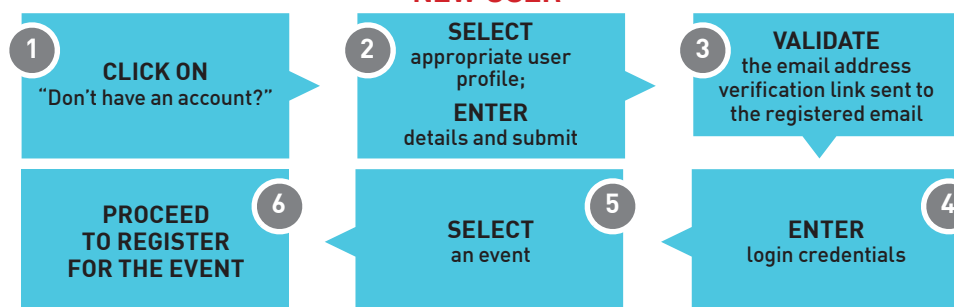 NEW USER
1
CLICK ON
“Don’t have an account?”
2
SELECT
appropriate user
profile;
ENTER
details and submit
3
VALIDATE
the email address
verification link sent to
the registered email
4
ENTER
login credentials
5
SELECT
an event
6
PROCEED
TO REGISTER
FOR THE EVENT